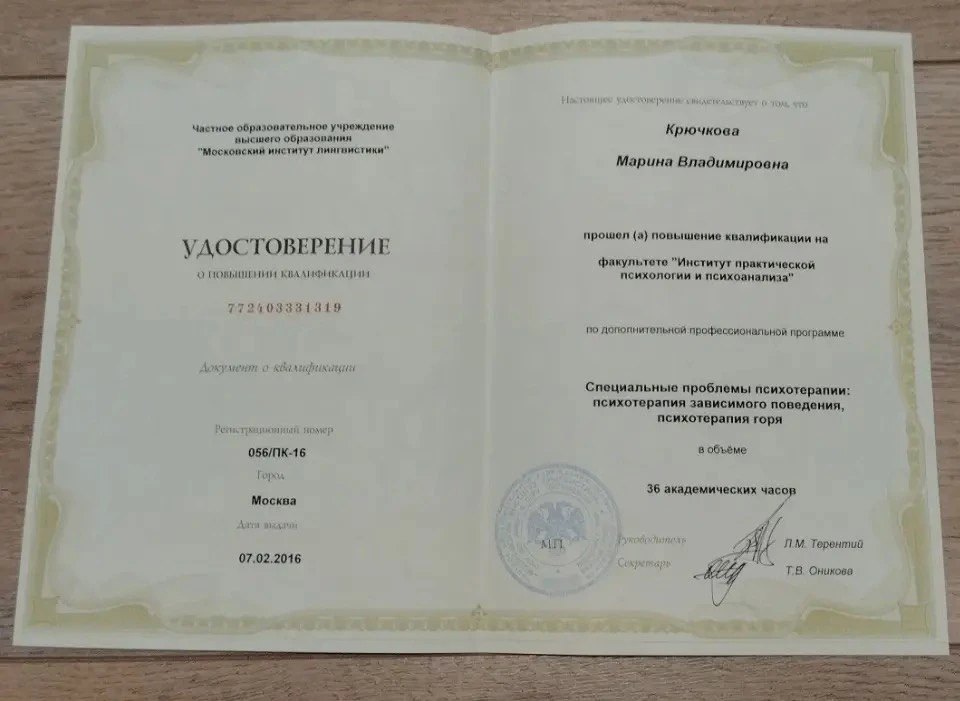 Частное образовательное учреждение
высшего образования
"Московский институт лингвистики"
УДОСТОВЕРЕНИЕ
О ПОВЫШЕНИИ КВАЛИФИКАЦИИ
772403331319
Документ о квалификации
Регистрационный номер
056/ПК-16
Город
Москва
Дата выдачи
07.02.2016
Настоящее удостоверение свидетельствует о том, что
Крючкова
Марина Владимировна
прошел (а) повышение квалификации на
факультете "Институт практической
психологии и психоанализа"
по дополнительной профессиональной программе
Специальные проблемы психотерапии:
психотерапия зависимого поведения,
психотерапия горя
в объёме
36 академических часов
М.П.
Руководитель
Л.М. Терентий
Секретарь
Т.В. Оникова